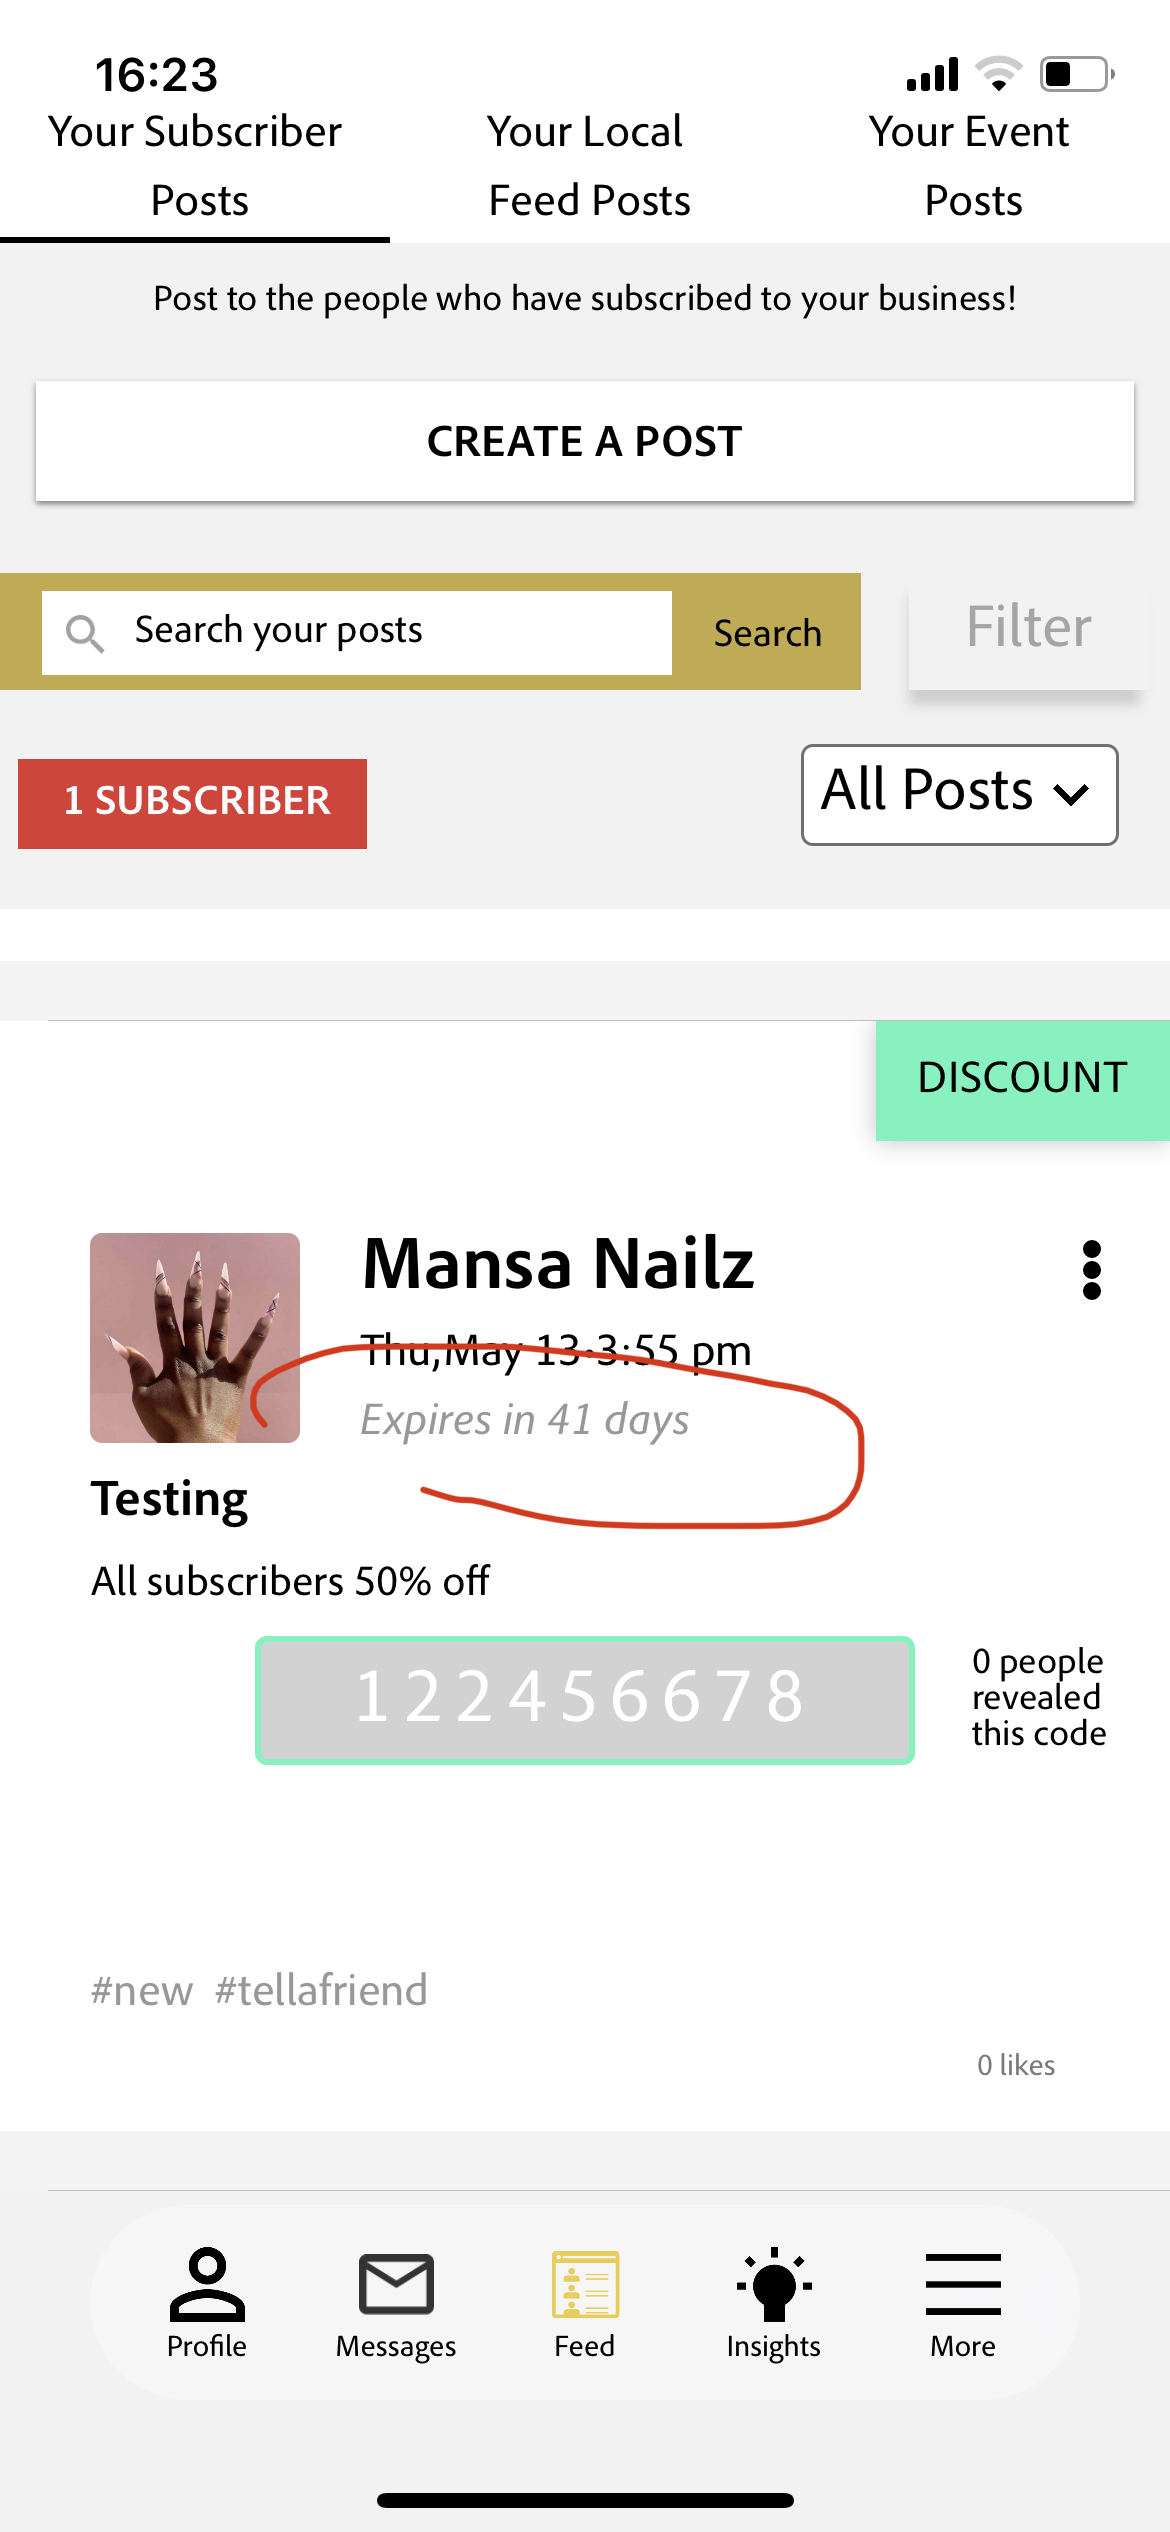 16:23
Your Subscriber Posts
Your Local Feed Posts
Your Event Posts
Post to the people who have subscribed to your business!
CREATE A POST
Search your posts
Search
Filter
1 SUBSCRIBER
All Posts
DISCOUNT
Mansa Nailz
Thu,May 13•3:55 pm
Expires in 41 days
Testing
All subscribers 50% off
122456678
0 people
revealed
this code
#new #tellafriend
0 likes
Profile
Messages
Feed
Insights
More